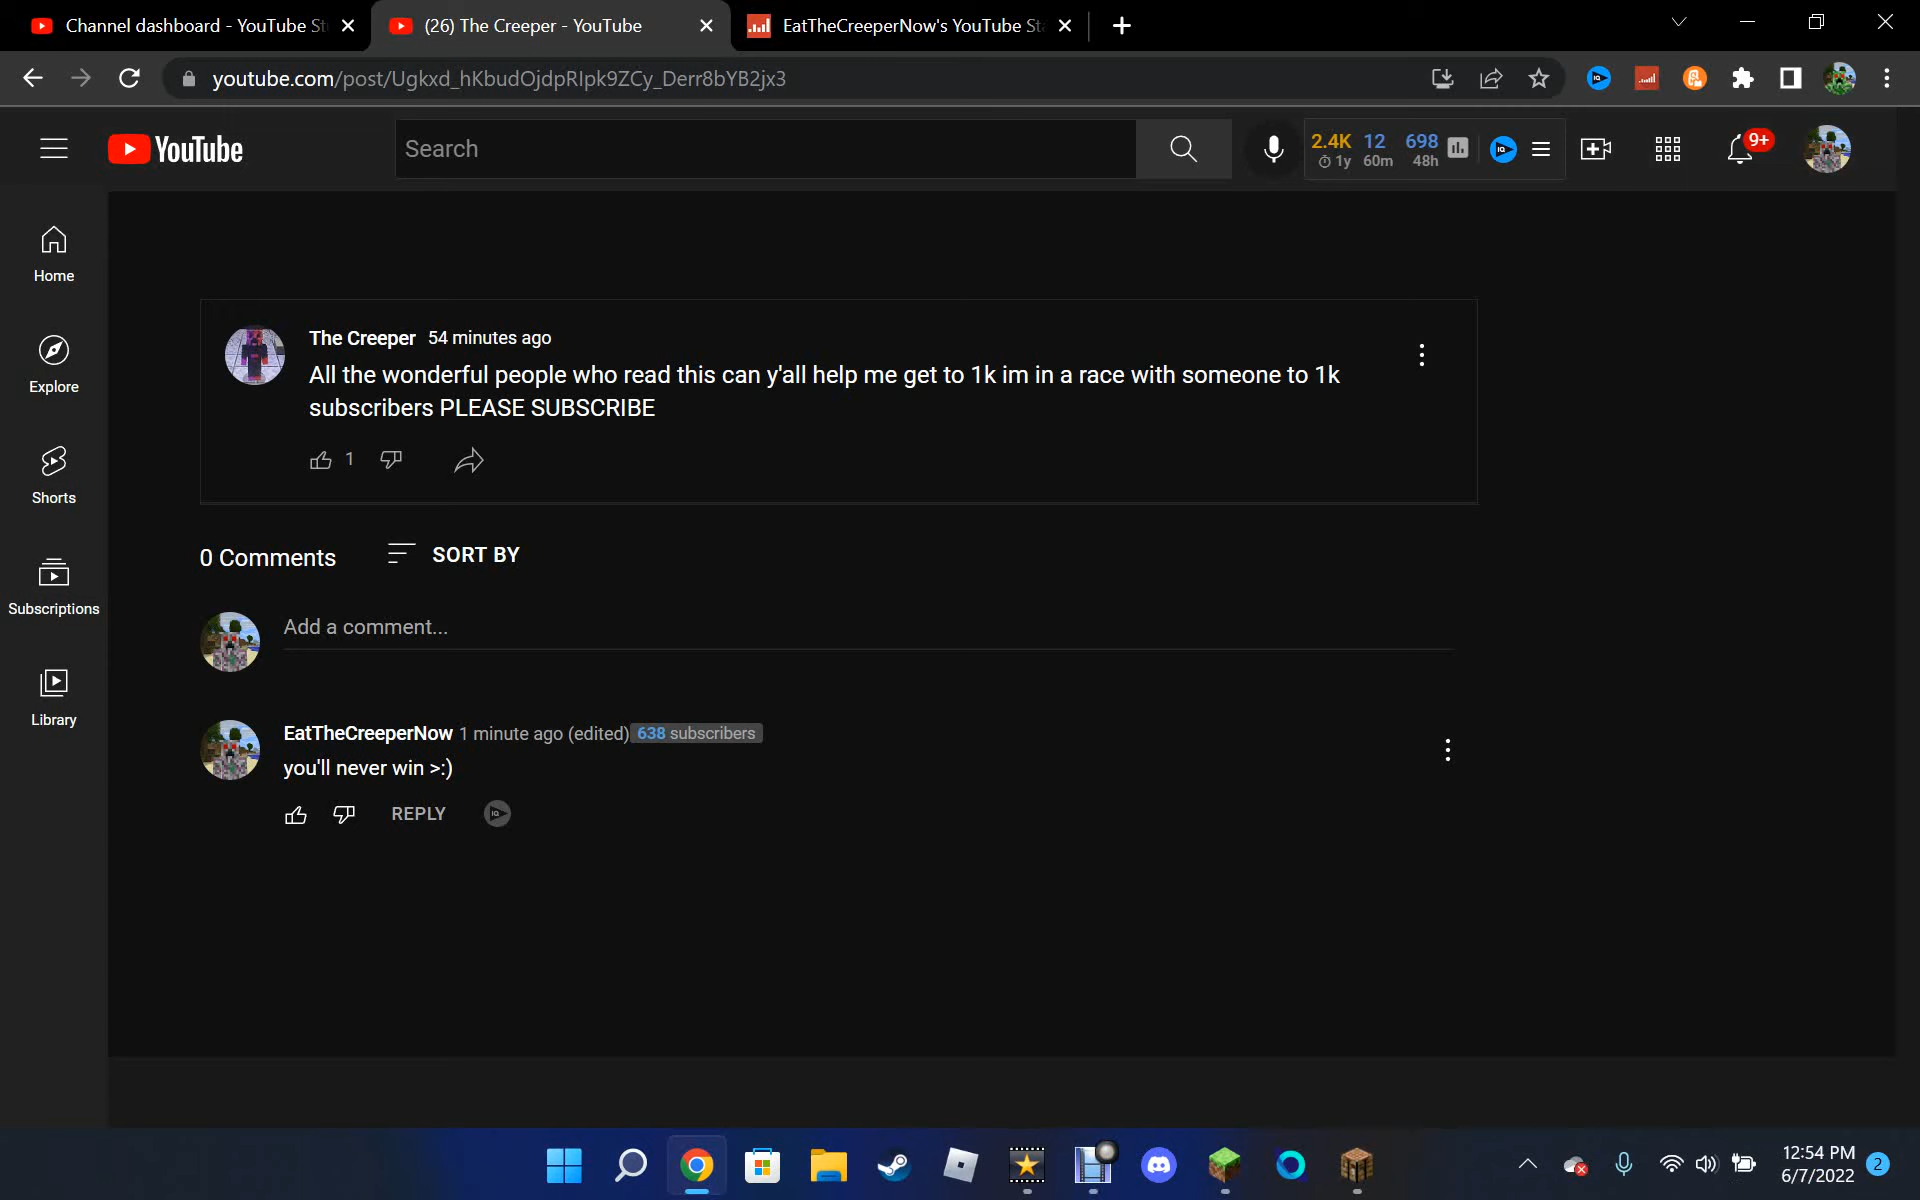 Channel dashboard - YouTube St
(26) The Creeper - YouTube
EatTheCreeperNow's YouTube St
youtube.com/post/Ugkxd_hKbudOjdpRIpk9ZCy_Derr8bYB2jx3
YouTube
Search
2.4K 12 698
1y 60m 48h
9+
Home
Explore
Shorts
Subscriptions
Library
The Creeper 54 minutes ago
All the wonderful people who read this can y'all help me get to 1k im in a race with someone to 1k
subscribers PLEASE SUBSCRIBE
1
0 Comments SORT BY
Add a comment...
EatTheCreeperNow 1 minute ago (edited) 638 subscribers
you'll never win >:)
REPLY
12:54 PM
6/7/2022
2